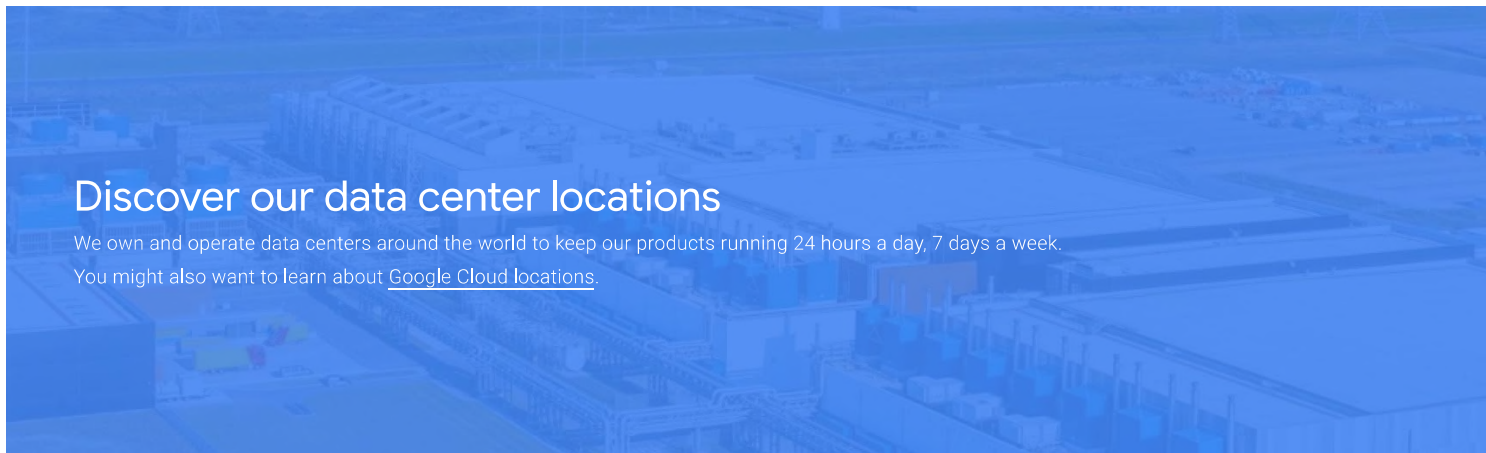 Discover our data center locations
We own and operate data centers around the world to keep our products running 24 hours a day, 7 days a week.
You might also want to learn about Google Cloud locations.